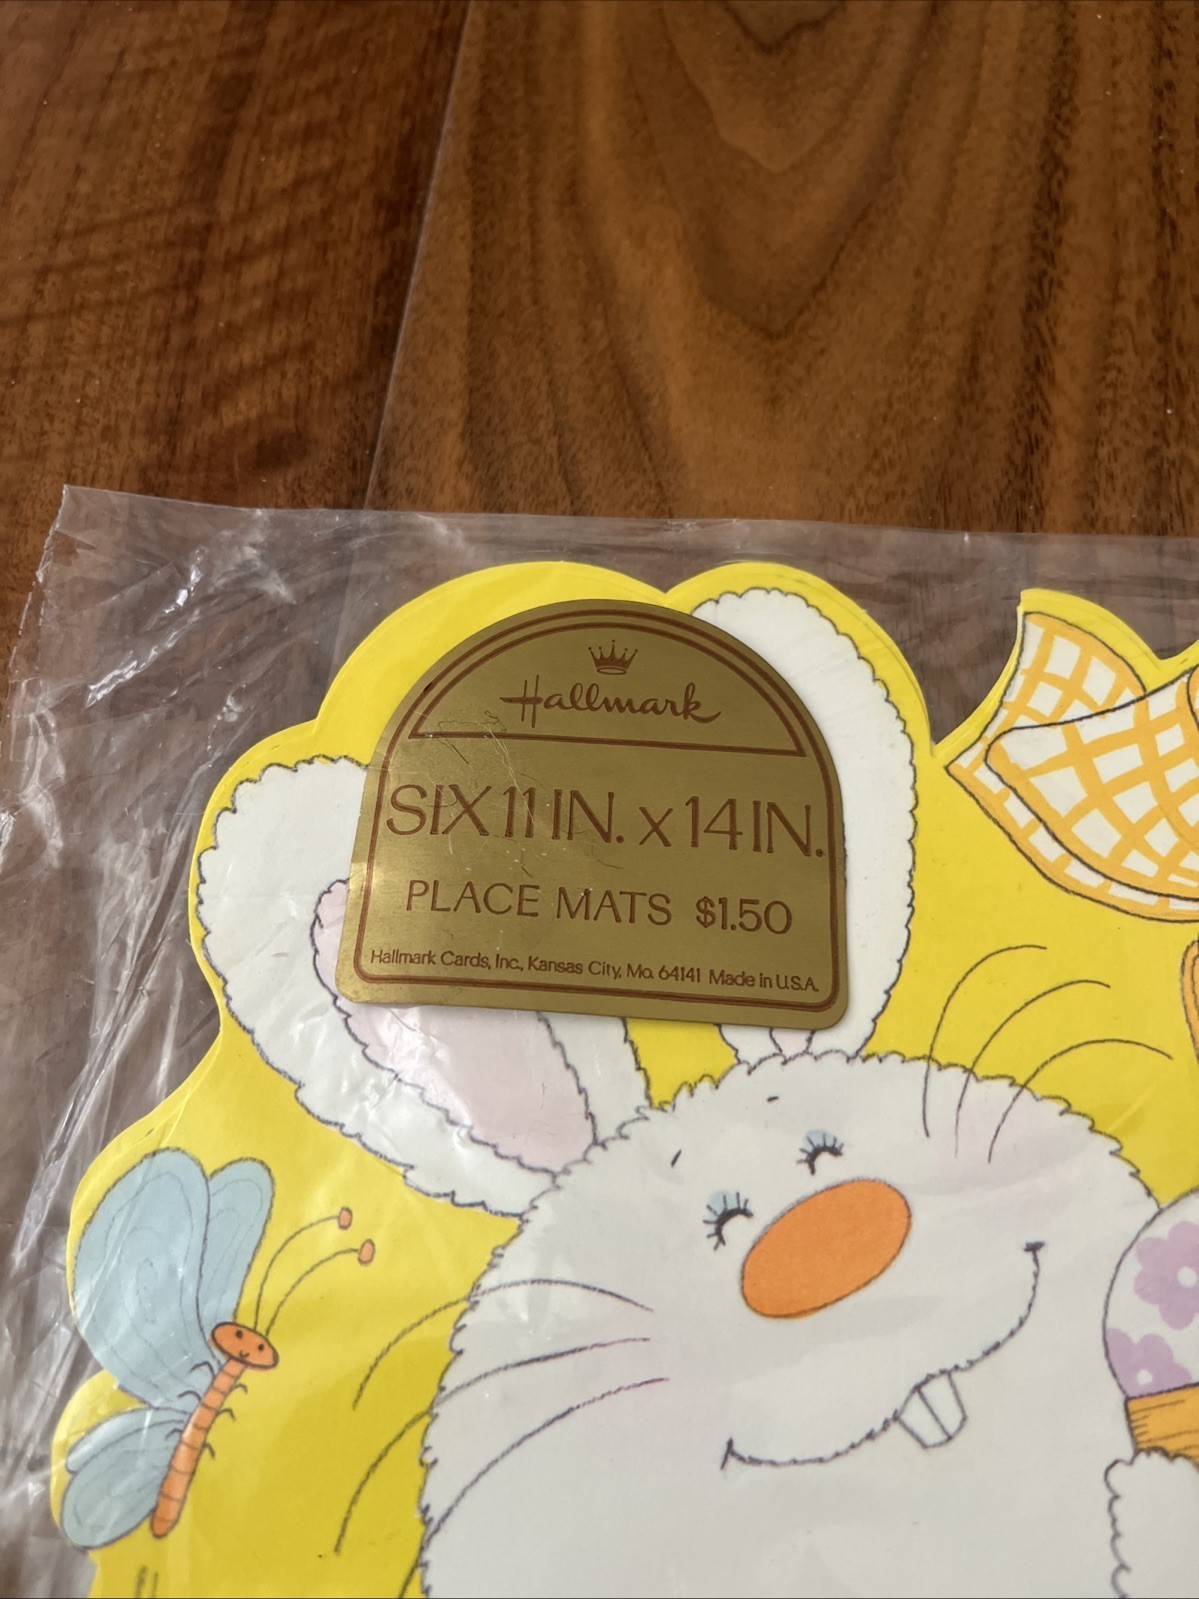 Hallmark
SIX 11 IN. x 14 IN.
PLACE MATS $1.50
Hallmark Cards, Inc., Kansas City, Mo. 64141 Made in U.S.A.